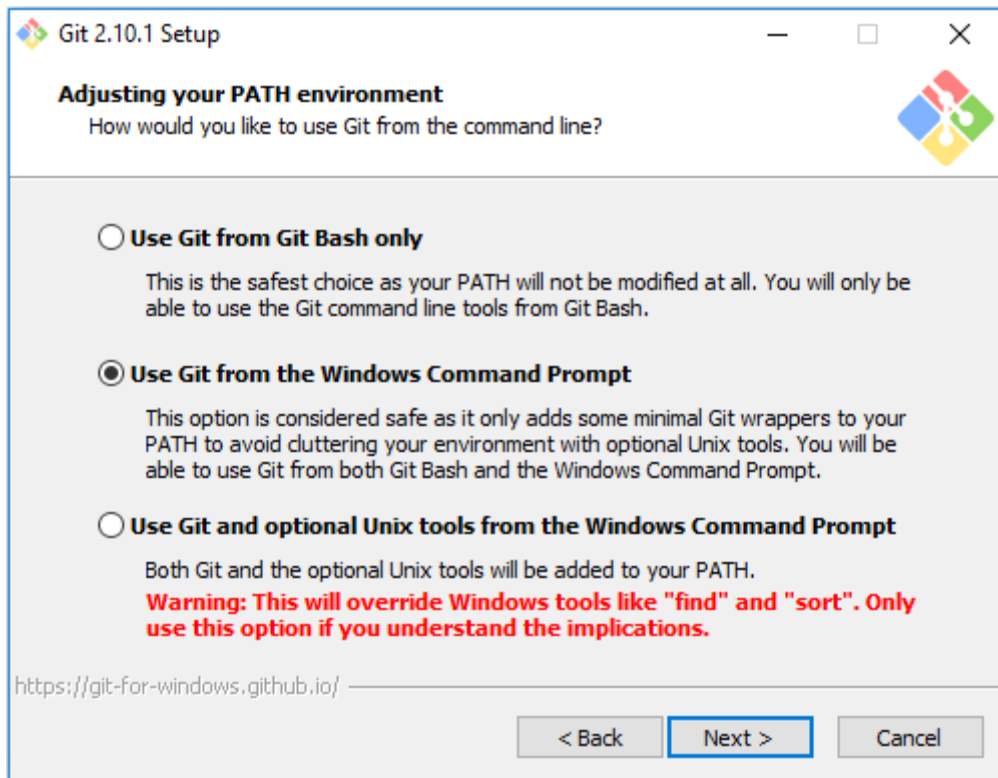 Git 2.10.1 Setup
Adjusting your PATH environment
How would you like to use Git from the command line?
Use Git from Git Bash only
This is the safest choice as your PATH will not be modified at all. You will only be
able to use the Git command line tools from Git Bash.
Use Git from the Windows Command Prompt
This option is considered safe as it only adds some minimal Git wrappers to your
PATH to avoid cluttering your environment with optional Unix tools. You will be
able to use Git from both Git Bash and the Windows Command Prompt.
Use Git and optional Unix tools from the Windows Command Prompt
Both Git and the optional Unix tools will be added to your PATH.
Warning: This will override Windows tools like "find" and "sort". Only
use this option if you understand the implications.
https://git-for-windows.github.io/
< Back Next > Cancel